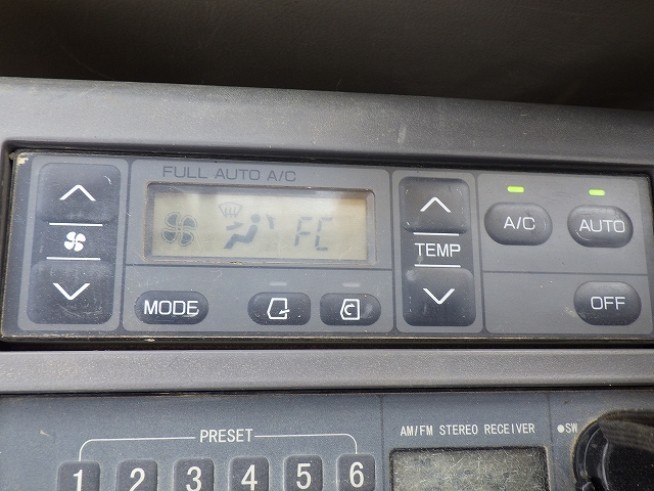 FULL AUTO A/C
FC
TEMP
A/C
AUTO
MODE
OFF
PRESET
AM/FM STEREO RECEIVER
SW
1 2 3 4 5 6